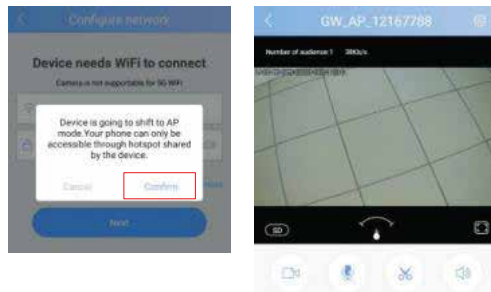 Configure network
Device needs WiFi to connect
Camera is not supportable for 5G WiFi
Device is going to shift to AP
mode.Your phone can only be
accessible through hotspot shared
by the device.
Cancel
Confirm
Next
GW_AP_12167788
Number of audience:1
38Kb/s
SD